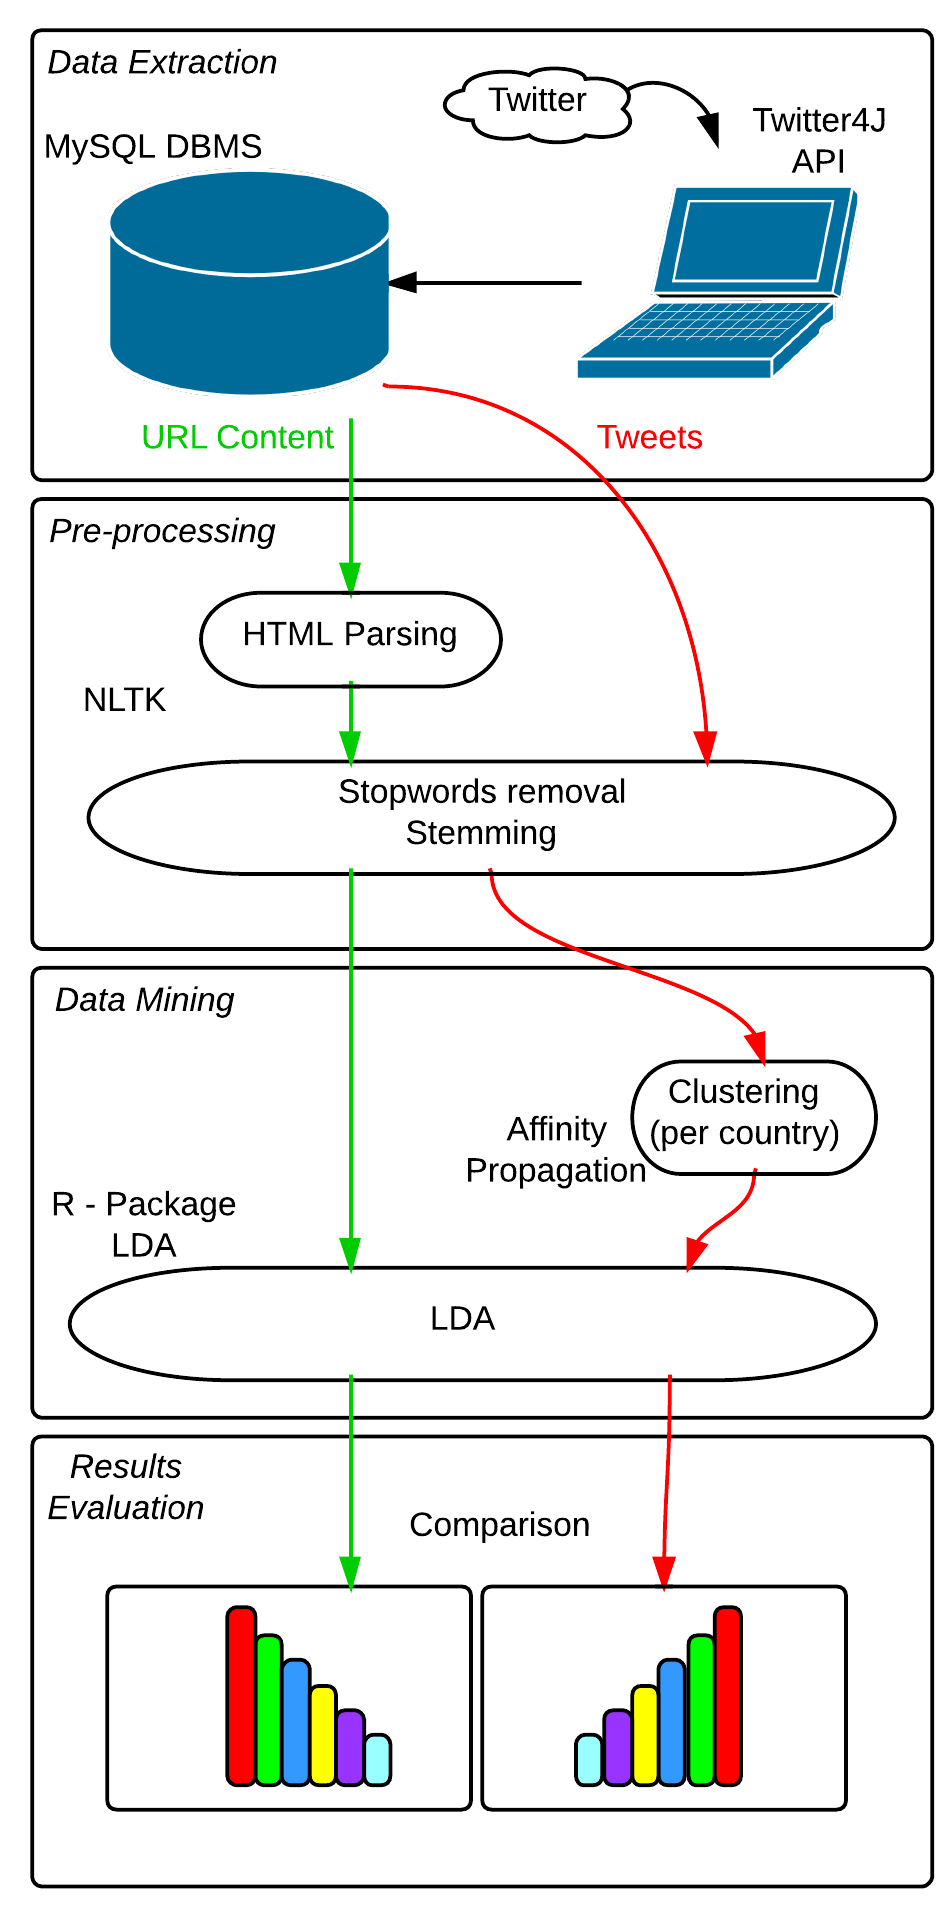 Data Extraction
Twitter
Twitter4J
API
MySQL DBMS
URL Content
Tweets
Pre-processing
HTML Parsing
NLTK
Stopwords removal
Stemming
Data Mining
Clustering
(per country)
Affinity
Propagation
R - Package
LDA
LDA
Results
Evaluation
Comparison